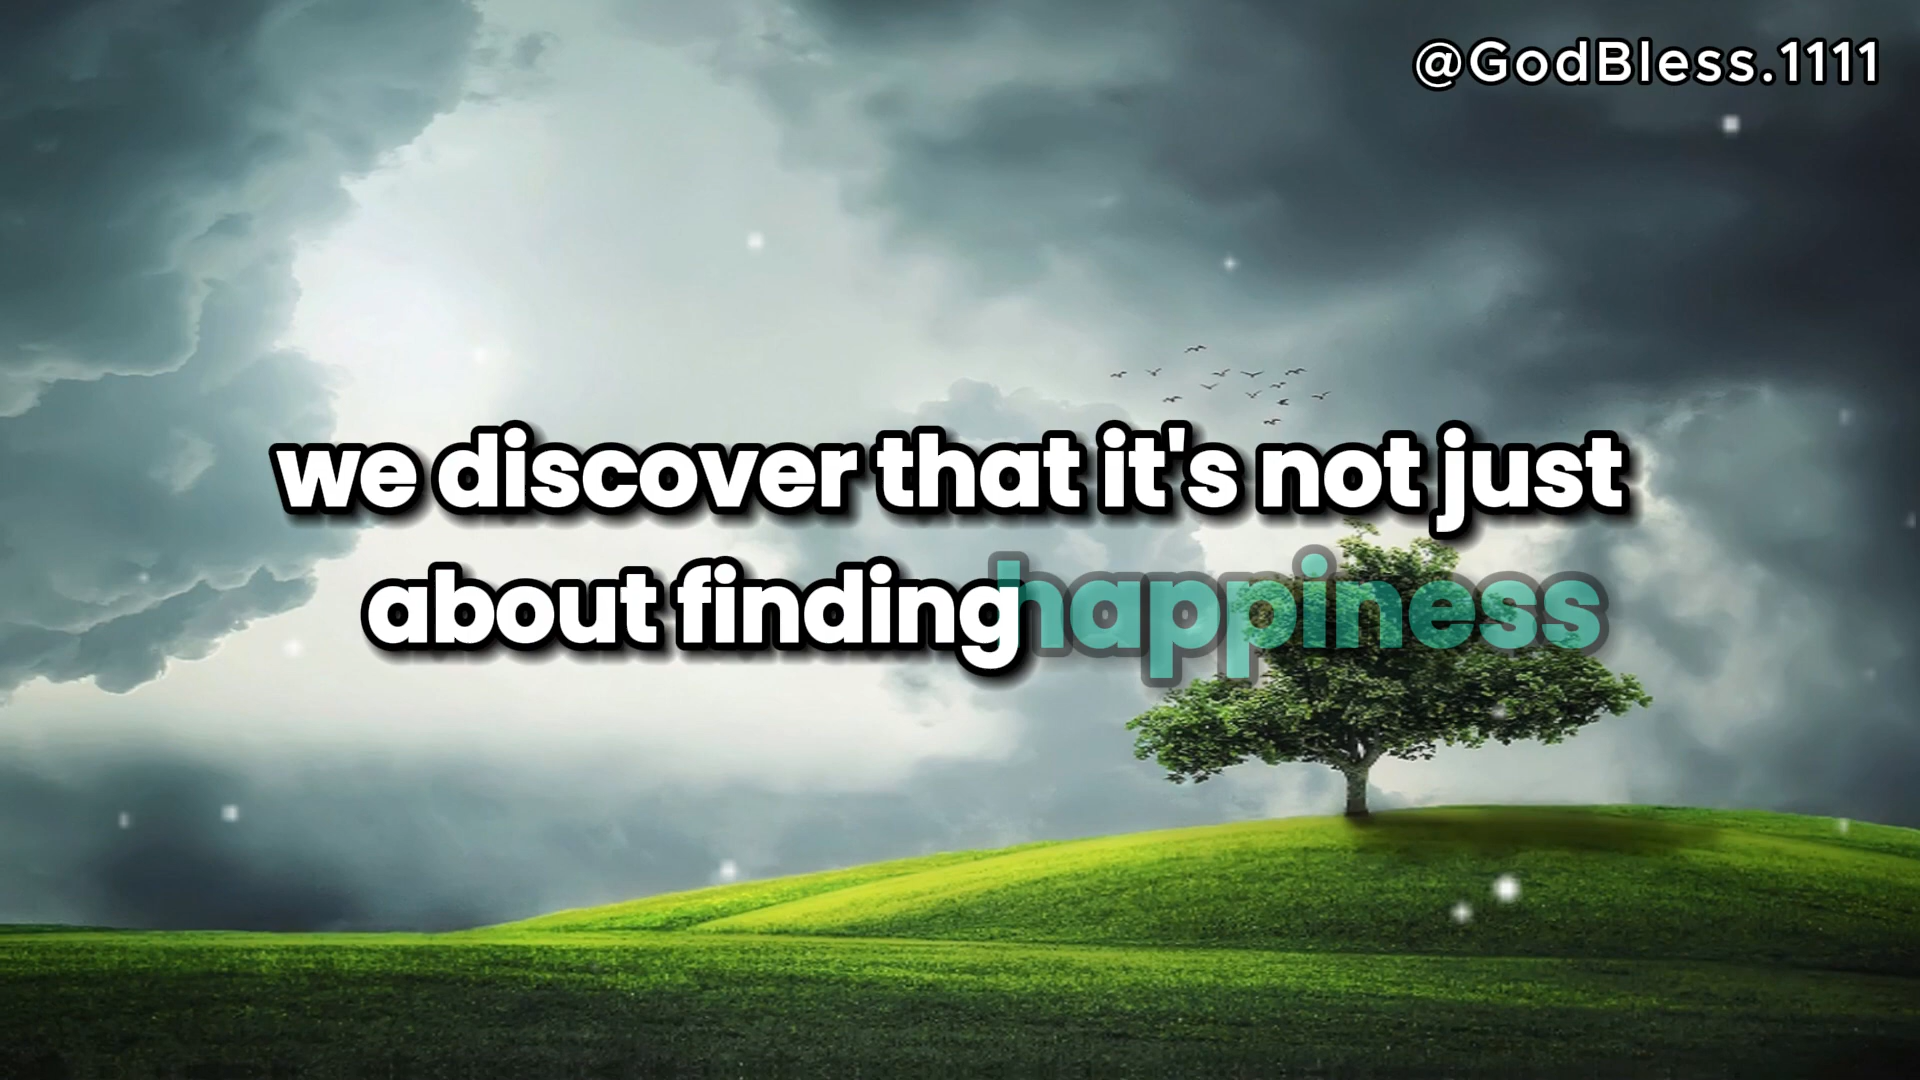 @GodBless.1111
we discover that it's not just
about finding happiness